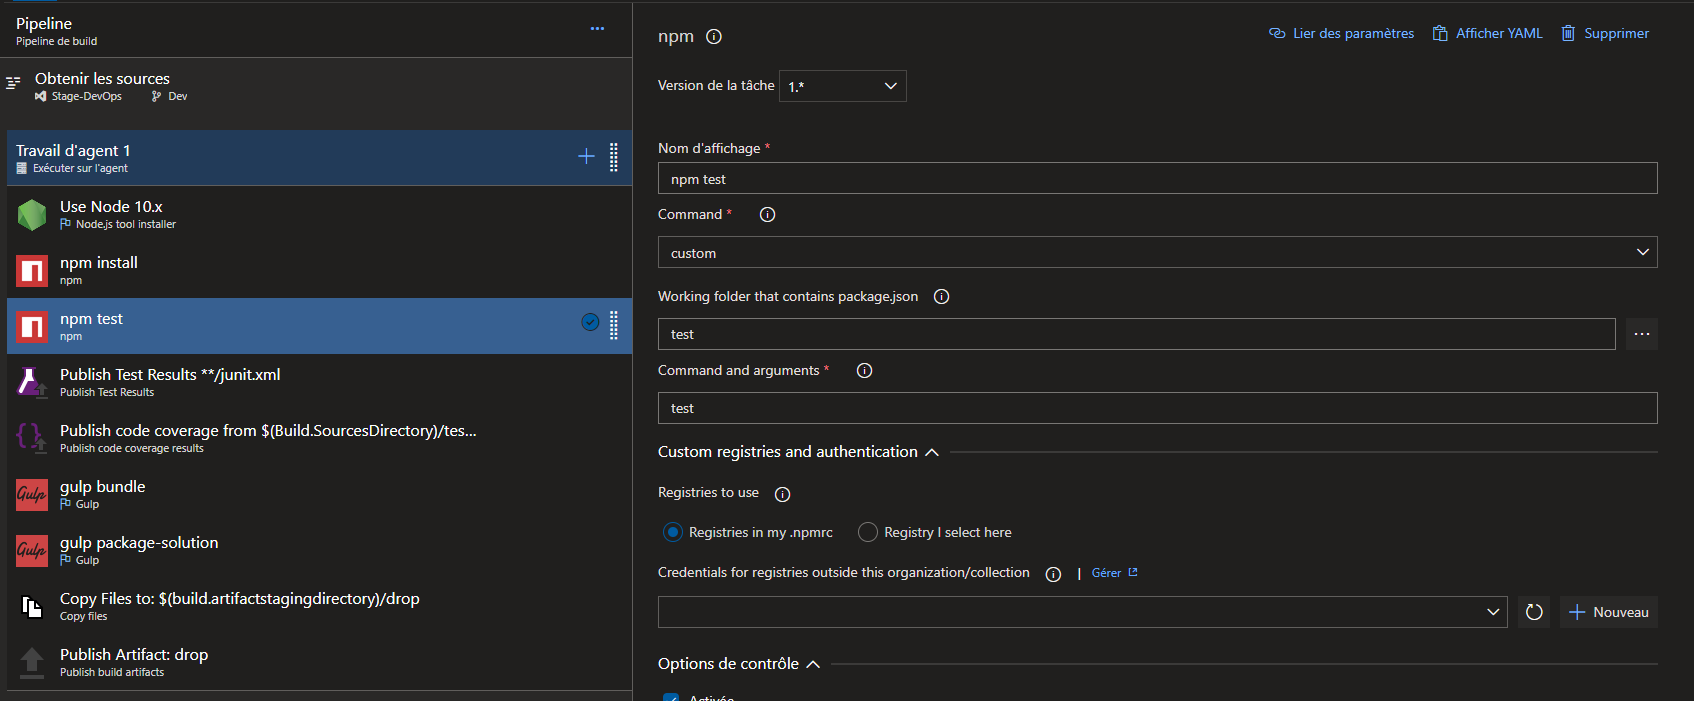 Pipeline
Pipeline de build
Obtenir les sources
Stage-DevOps Dev
Travail d'agent 1
Exécuter sur l'agent
Use Node 10.x
Node.js tool installer
npm install
npm
npm test
npm
Publish Test Results **/junit.xml
Publish Test Results
Publish code coverage from $(Build.SourcesDirectory)/tes...
Publish code coverage results
Gulp
gulp bundle
Gulp
Gulp
gulp package-solution
Gulp
Copy Files to: $(build.artifactstagingdirectory)/drop
Copy files
Publish Artifact: drop
Publish build artifacts
npm
Lier des paramètres Afficher YAML Supprimer
Version de la tâche 1.*
Nom d'affichage *
npm test
Command *
custom
Working folder that contains package.json
test
...
Command and arguments *
test
Custom registries and authentication
Registries to use
Registries in my .npmrc Registry I select here
Credentials for registries outside this organization/collection | Gérer
Nouveau
Options de contrôle
Activée